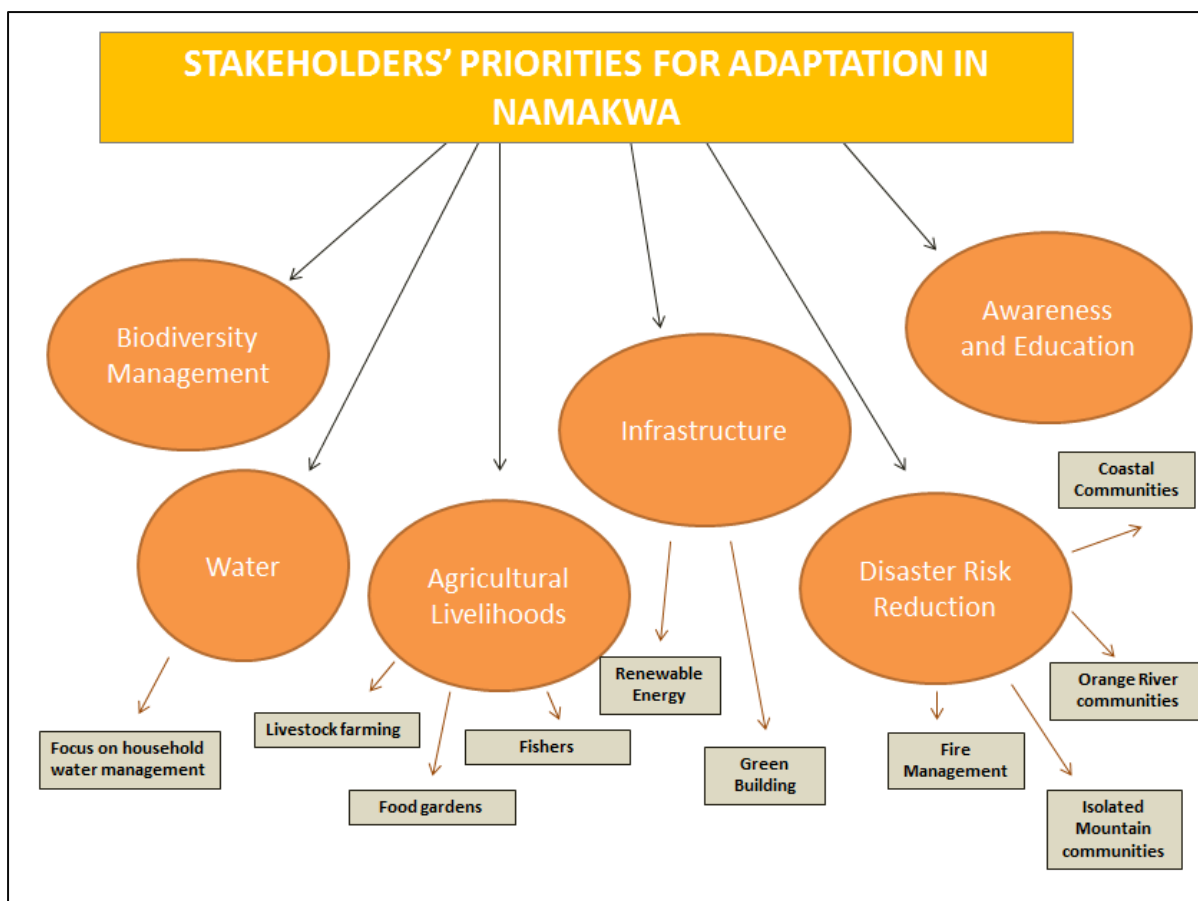 STAKEHOLDERS’ PRIORITIES FOR ADAPTATION IN
NAMAKWA
Biodiversity
Management
Awareness
and Education
Infrastructure
Water
Agricultural
Livelihoods
Disaster Risk
Reduction
Coastal
Communities
Orange River
communities
Renewable
Energy
Focus on household
water management
Livestock farming
Fishers
Food gardens
Green
Building
Fire
Management
Isolated
Mountain
communities